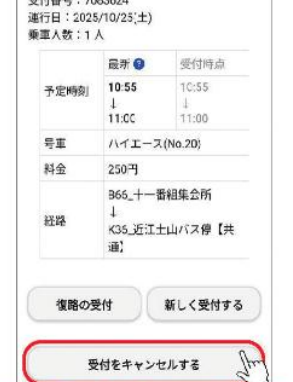 受付番号：7063624
運行日：2025/10/25(土)
乗車人数：1人
最新 ? 受付時点
予定時刻 10:55 10:55
↓ ↓
11:00 11:00
号車 ハイエース(No.20)
料金 250円
経路 B66_十一番組集会所
↓
K35_近江土山バス停【共通】
復路の受付 新しく受付する
受付をキャンセルする